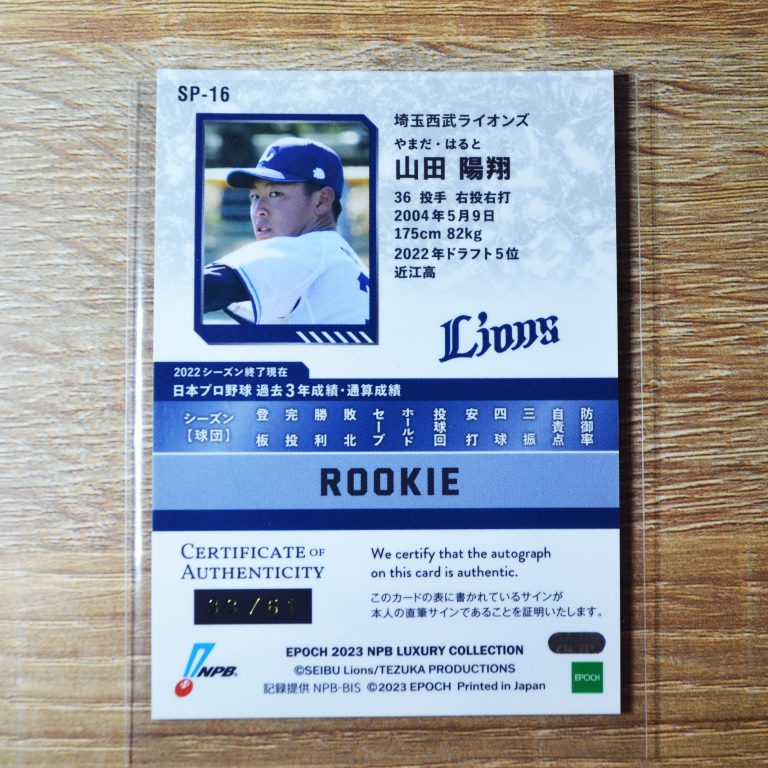 SP-16
埼玉西武ライオンズ
やまだ・はると
山田 陽翔
36 投手 右投右打
2004年5月9日
175cm 82kg
2022年ドラフト5位
近江高
Lions
2022シーズン終了現在
日本プロ野球 過去3年成績・通算成績
シーズン【球団】 登板 完投 勝利 敗北 セーブ ホールド 投球回 安打 四球 三振 自責点 防御率
ROOKIE
CERTIFICATE OF
AUTHENTICITY
We certify that the autograph
on this card is authentic.
33/61
このカードの表に書かれているサインが
本人の直筆サインであることを証明いたします。
NPB
EPOCH 2023 NPB LUXURY COLLECTION
©SEIBU Lions/TEZUKA PRODUCTIONS
記録提供 NPB-BIS ©2023 EPOCH Printed in Japan
EPOCH